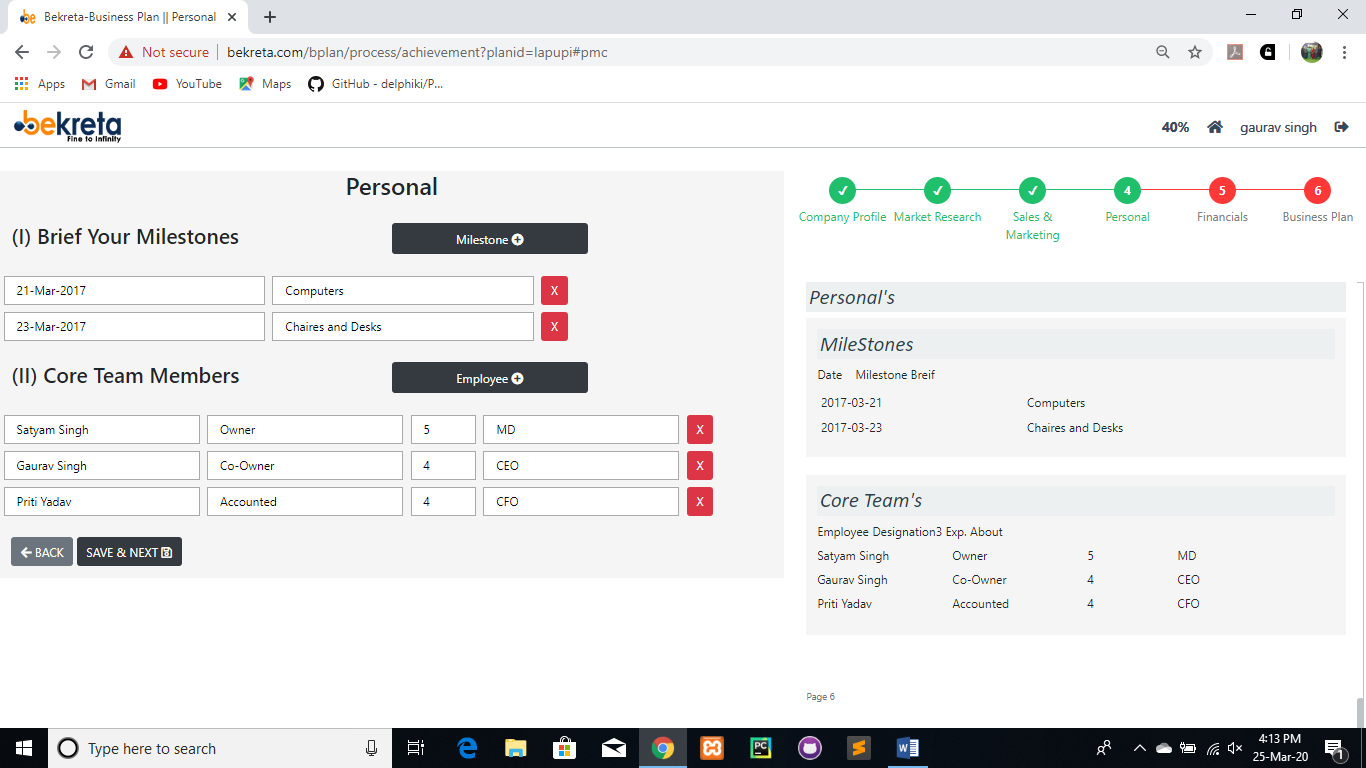 Bekreta-Business Plan || Personal
Not secure | bekreta.com/bplan/process/achievement?planid=lapupi#pmc
Apps Gmail YouTube Maps GitHub - delphiki/P...
bekreta
Fine to Infinity
40% gaurav singh
Personal
(I) Brief Your Milestones
Milestone
21-Mar-2017 Computers X
23-Mar-2017 Chaires and Desks X
(II) Core Team Members
Employee
Satyam Singh Owner 5 MD X
Gaurav Singh Co-Owner 4 CEO X
Priti Yadav Accounted 4 CFO X
BACK SAVE & NEXT
4 5 6
Company Profile Market Research Sales & Marketing Personal Financials Business Plan
Personal's
MileStones
Date Milestone Breif
2017-03-21 Computers
2017-03-23 Chaires and Desks
Core Team's
Employee Designation3 Exp. About
Satyam Singh Owner 5 MD
Gaurav Singh Co-Owner 4 CEO
Priti Yadav Accounted 4 CFO
Page 6
Type here to search
PC
4:13 PM
25-Mar-20
1